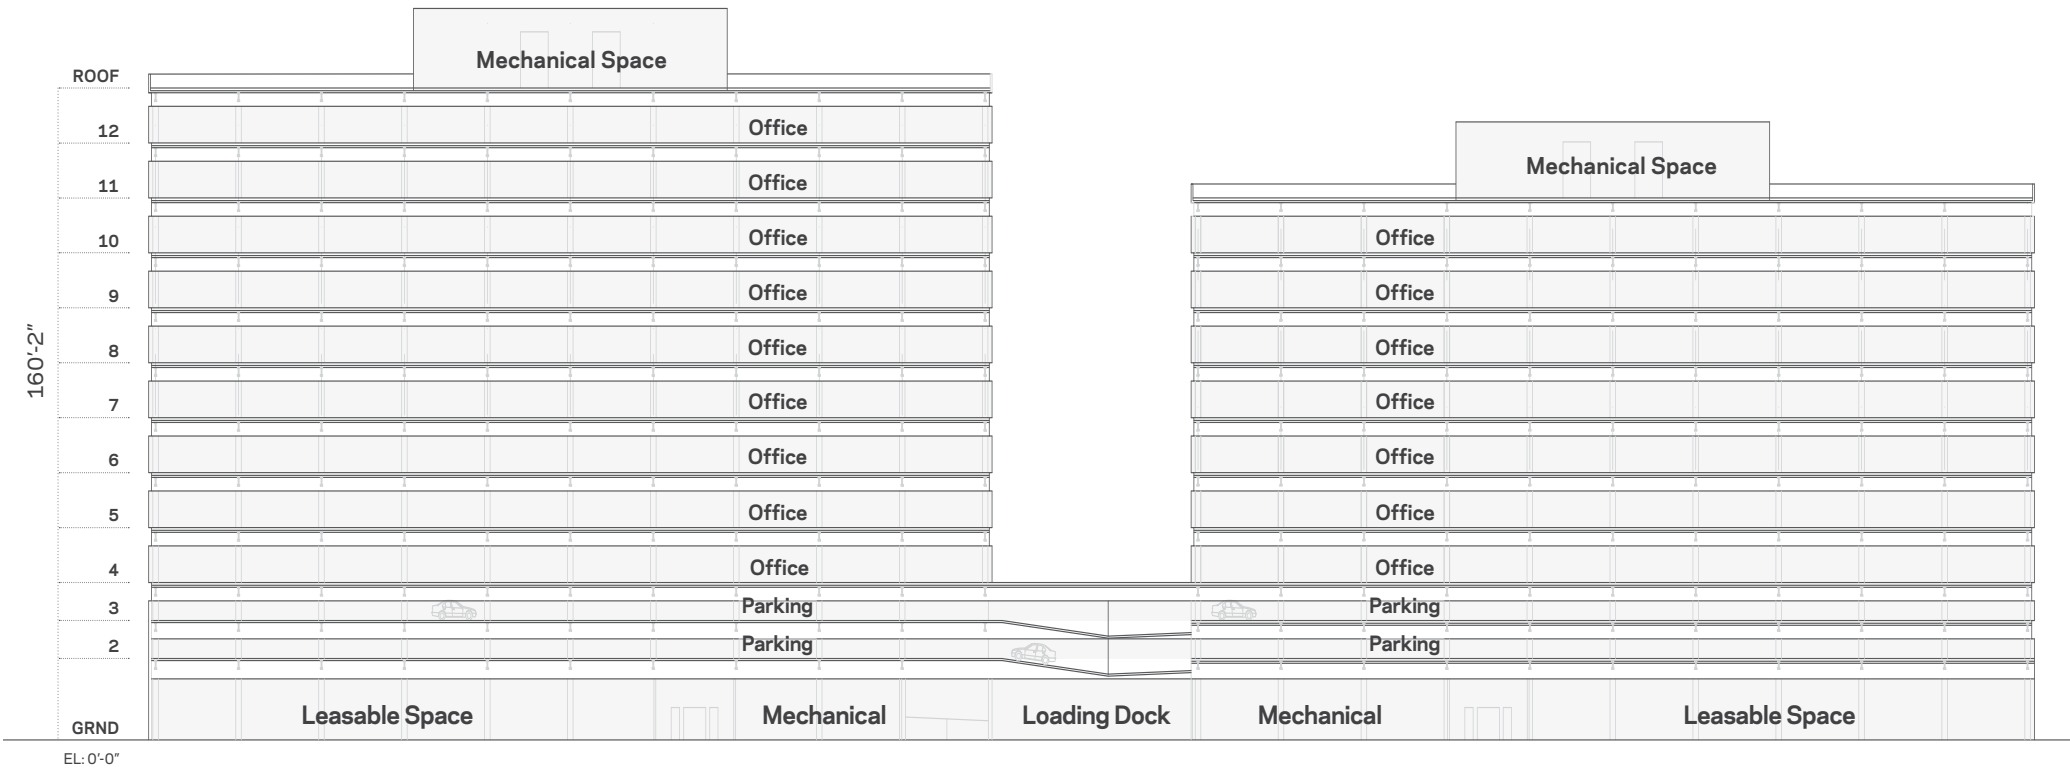 Mechanical Space
ROOF
12 Office
Mechanical Space
11 Office
10 Office Office
9 Office Office
160'-2"
8 Office Office
7 Office Office
6 Office Office
5 Office Office
4 Office Office
3 Parking Parking
2 Parking Parking
Leasable Space Mechanical Loading Dock Mechanical Leasable Space
GRND
EL: 0'-0"